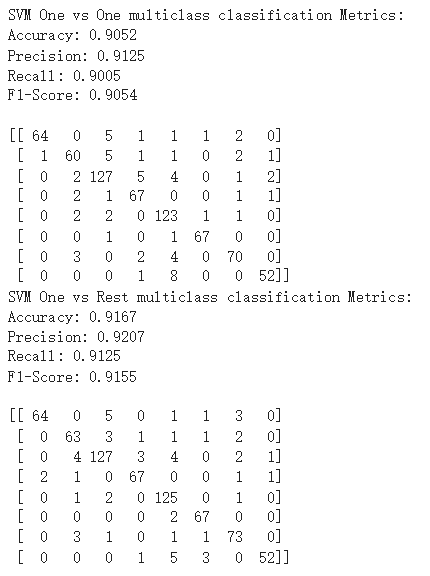 SVM One vs One multiclass classification Metrics:
Accuracy: 0.9052
Precision: 0.9125
Recall: 0.9005
F1-Score: 0.9054
[[ 64   0   5   1   1   1   2   0]
 [  1  60   5   1   1   0   2   1]
 [  0   2 127   5   4   0   1   2]
 [  0   2   1  67   0   0   1   1]
 [  0   2   2   0 123   1   1   0]
 [  0   0   1   0   1  67   0   0]
 [  0   3   0   2   4   0  70   0]
 [  0   0   0   1   8   0   0  52]]
SVM One vs Rest multiclass classification Metrics:
Accuracy: 0.9167
Precision: 0.9207
Recall: 0.9125
F1-Score: 0.9155
[[ 64   0   5   0   1   1   3   0]
 [  0  63   3   1   1   1   2   0]
 [  0   4 127   3   4   0   2   1]
 [  2   1   0  67   0   0   1   1]
 [  0   1   2   0 125   0   1   0]
 [  0   0   0   0   2  67   0   0]
 [  0   3   1   0   1   1  73   0]
 [  0   0   0   1   5   3   0  52]]